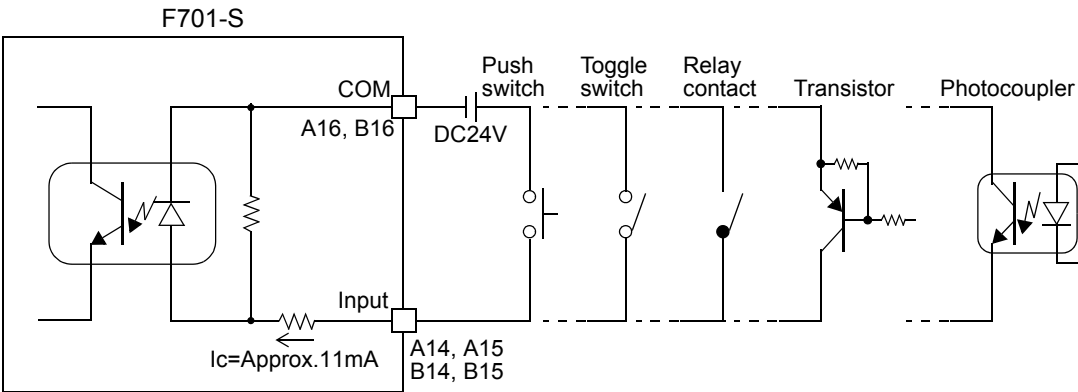 F701-S
COM
A16, B16
DC24V
Push
switch
Toggle
switch
Relay
contact
Transistor
Photocoupler
Input
Ic=Approx.11mA
A14, A15
B14, B15